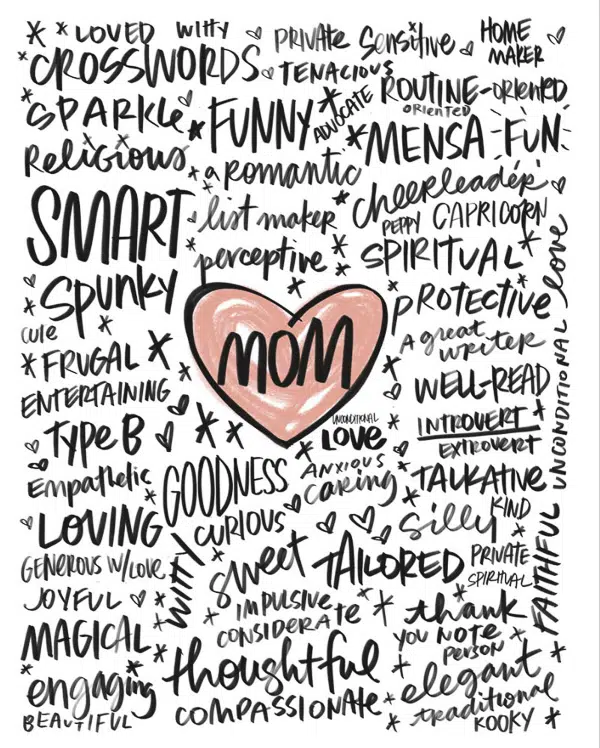 LOVED WITTY PRIVATE Sensitive HOME MAKER
CROSSWORDS TENACIOUS
SPARKLE FUNNY ADVOCATE ROUTINE-ORIENTED
ORIENTED
Religious a romantic MENSA FUN
SMART list maker cheerleader
PEPPY CAPRICORN
perceptive SPIRITUAL
Spunky PROTECTIVE
CUTE
MOM
A great writer
FRUGAL
ENTERTAINING
WELL-READ
UNCONDITIONAL love
Type B
UNCONDITIONAL LOVE
INTROVERT
EXTROVERT
Empathetic GOODNESS ANXIOUS caring TALKATIVE
LOVING CURIOUS silly KIND
GENEROUS W/LOVE WITTY sweet TAILORED PRIVATE
SPIRITUAL
FAITHFUL
JOYFUL IMPULSIVE
CONSIDERATE
thank YOU NOTE PERSON
MAGICAL thoughtful elegant
engaging COMPASSIONATE traditional
BEAUTIFUL KOOKY